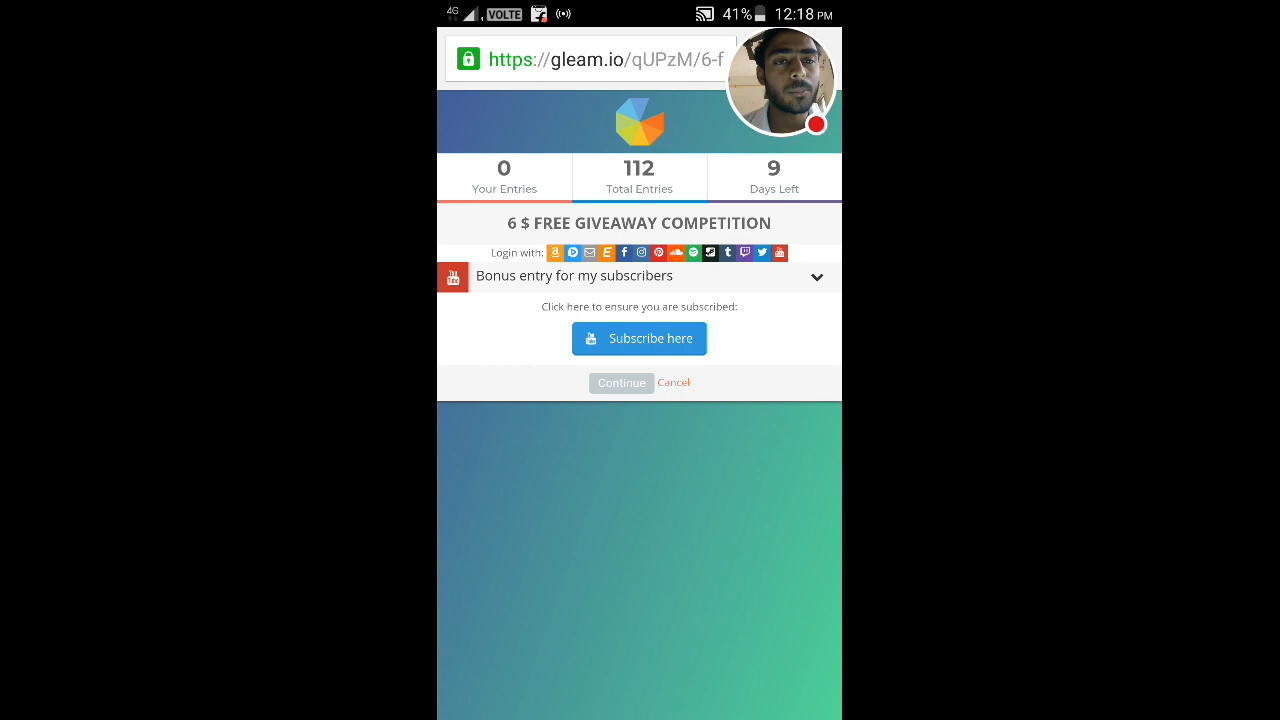 4G VOLTE 41% 12:18 PM
https://gleam.io/qUPzM/6-f
0 112 9
Your Entries Total Entries Days Left
6 $ FREE GIVEAWAY COMPETITION
Login with:
Bonus entry for my subscribers
Click here to ensure you are subscribed:
Subscribe here
Continue Cancel